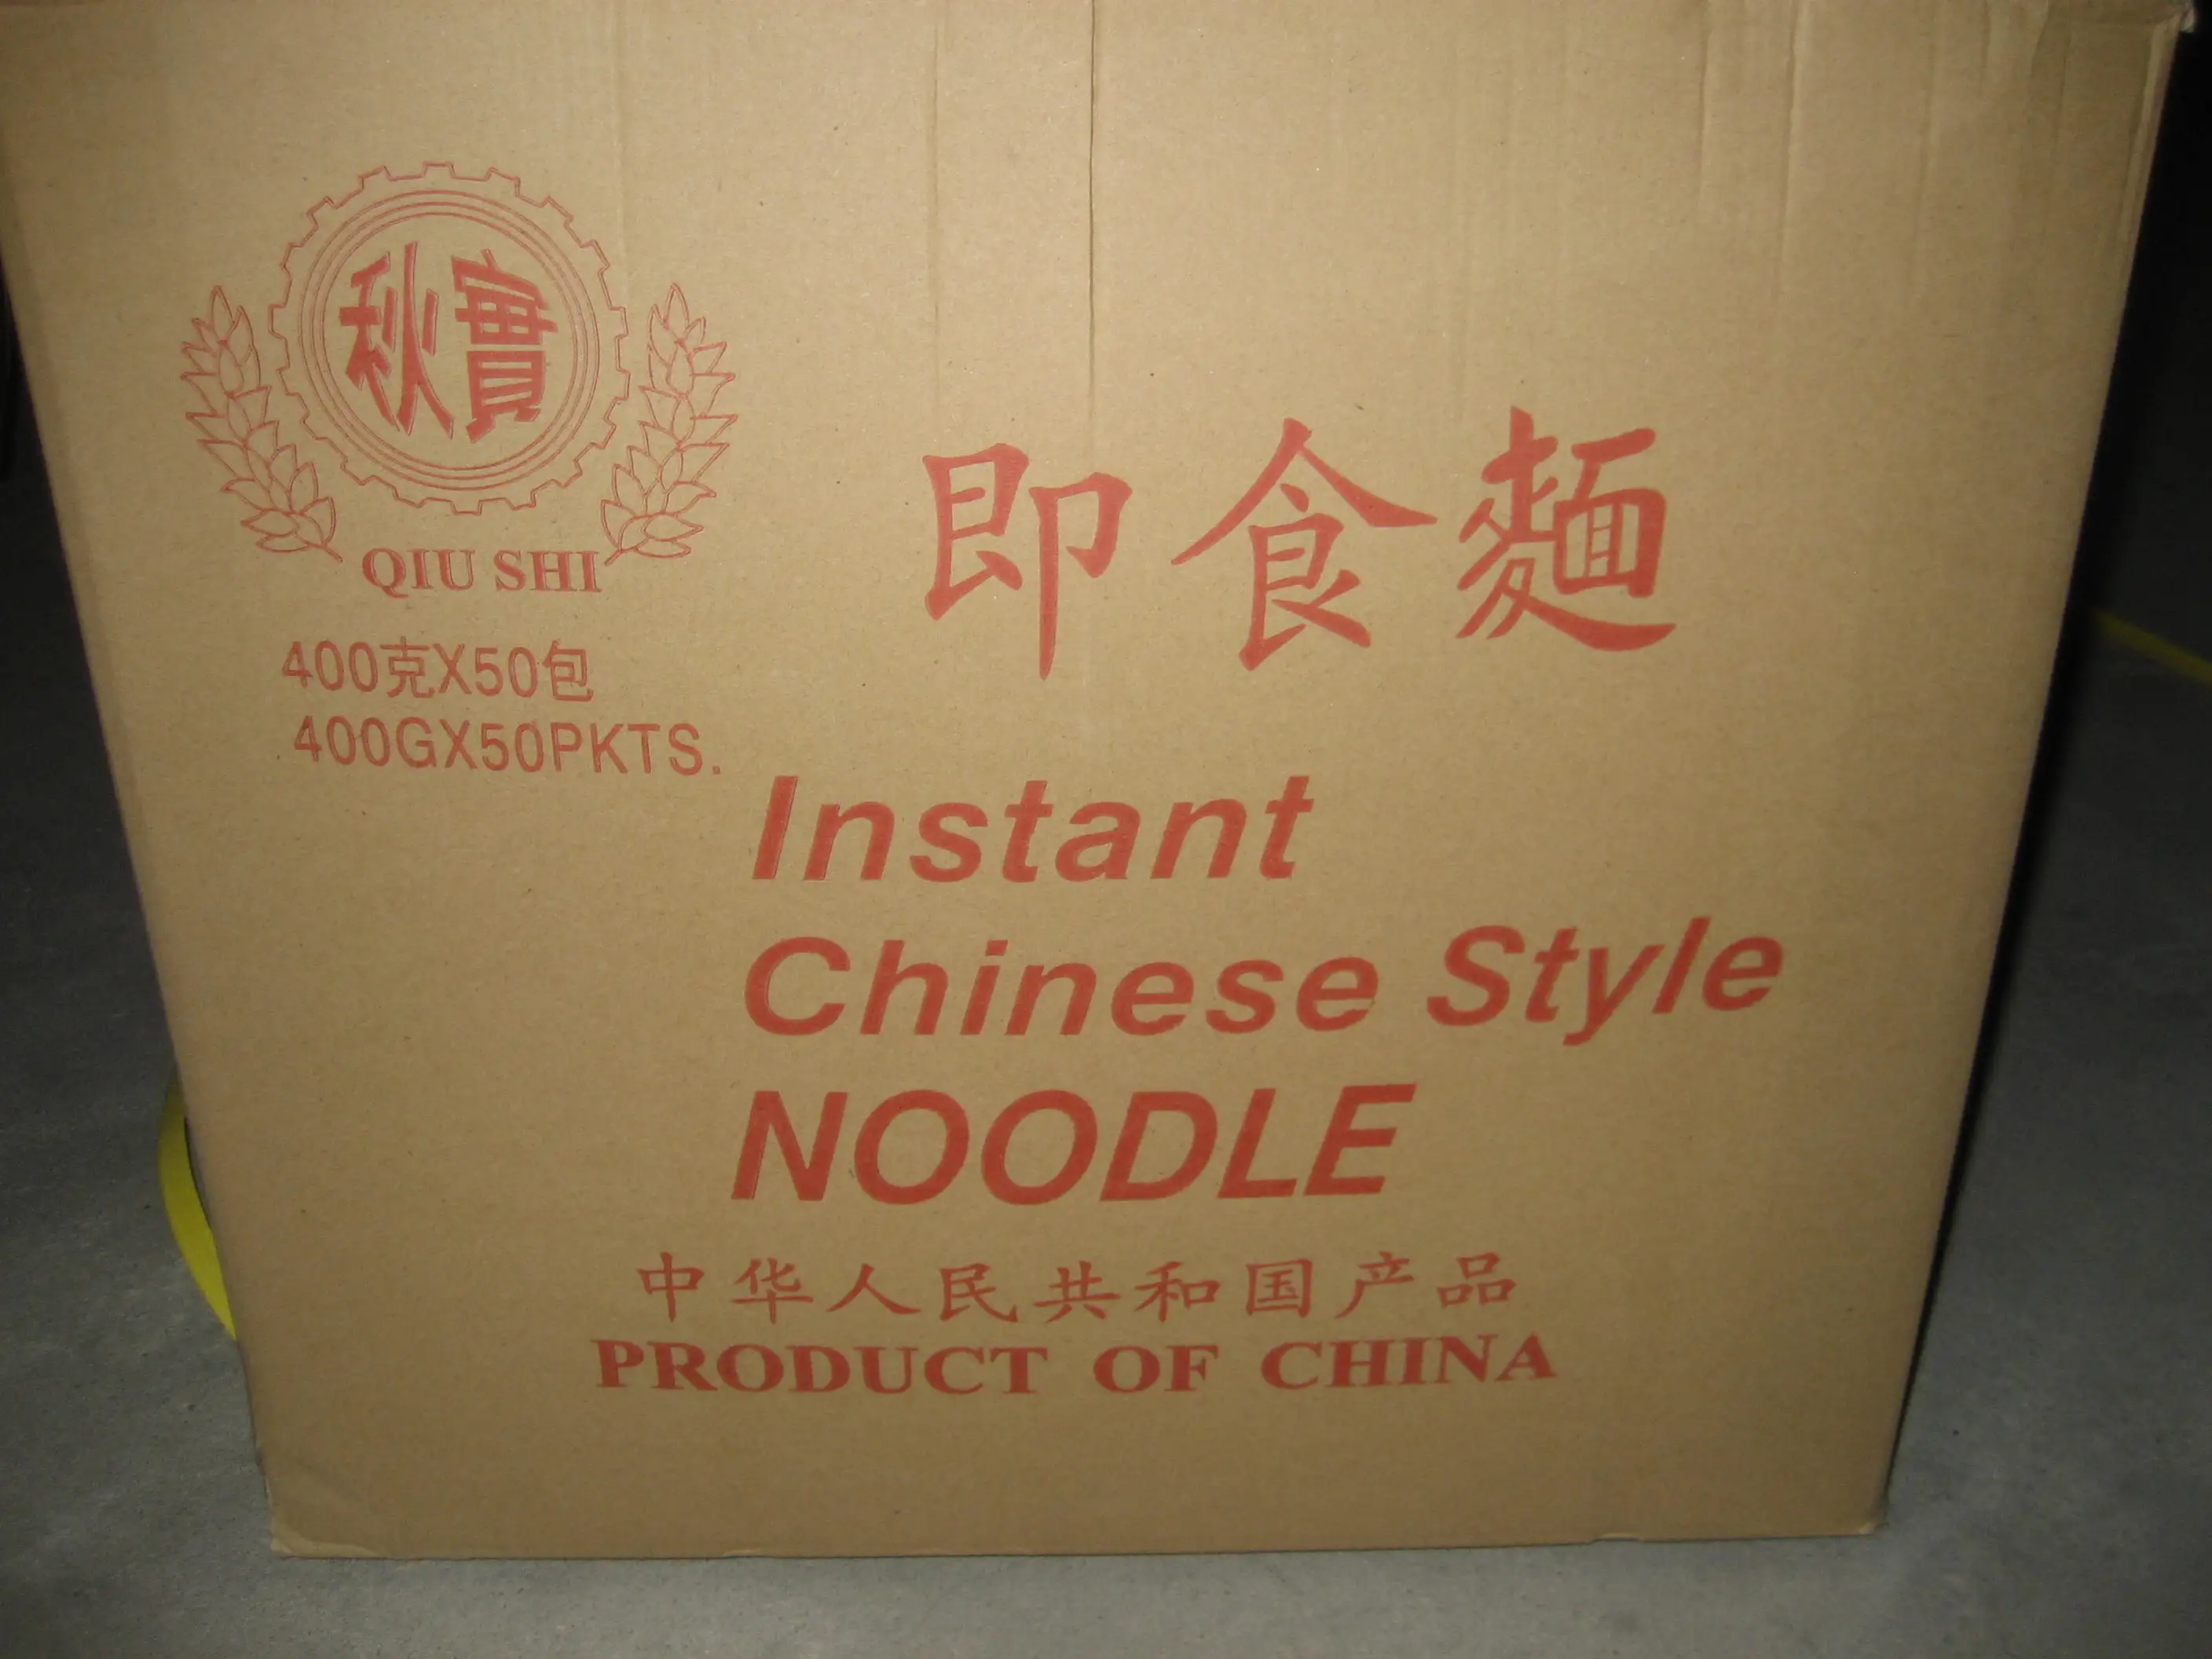 秋實
QIU SHI
400克X50包
400GX50PKTS.
即食麵
Instant
Chinese Style
NOODLE
中华人民共和国产品
PRODUCT OF CHINA